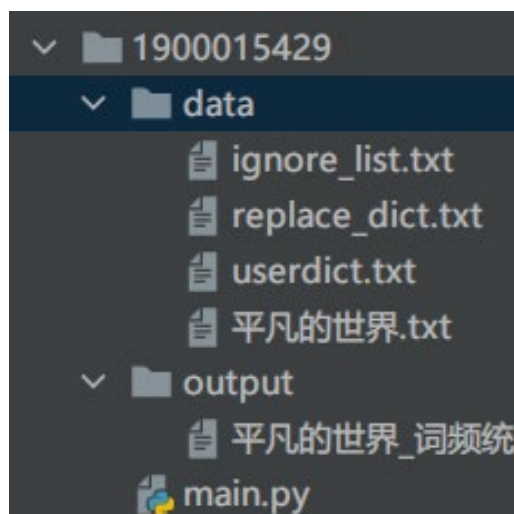 1900015429
data
ignore_list.txt
replace_dict.txt
userdict.txt
平凡的世界.txt
output
平凡的世界_词频统
main.py